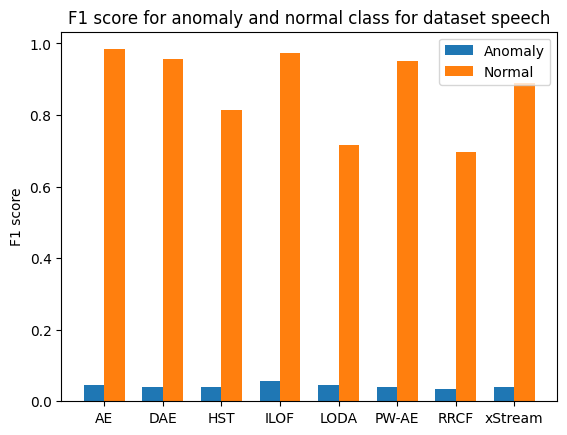 F1 score for anomaly and normal class for dataset speech
Anomaly
Normal
F1 score
1.0
0.8
0.6
0.4
0.2
0.0
AE DAE HST ILOF LODA PW-AE RRCF xStream